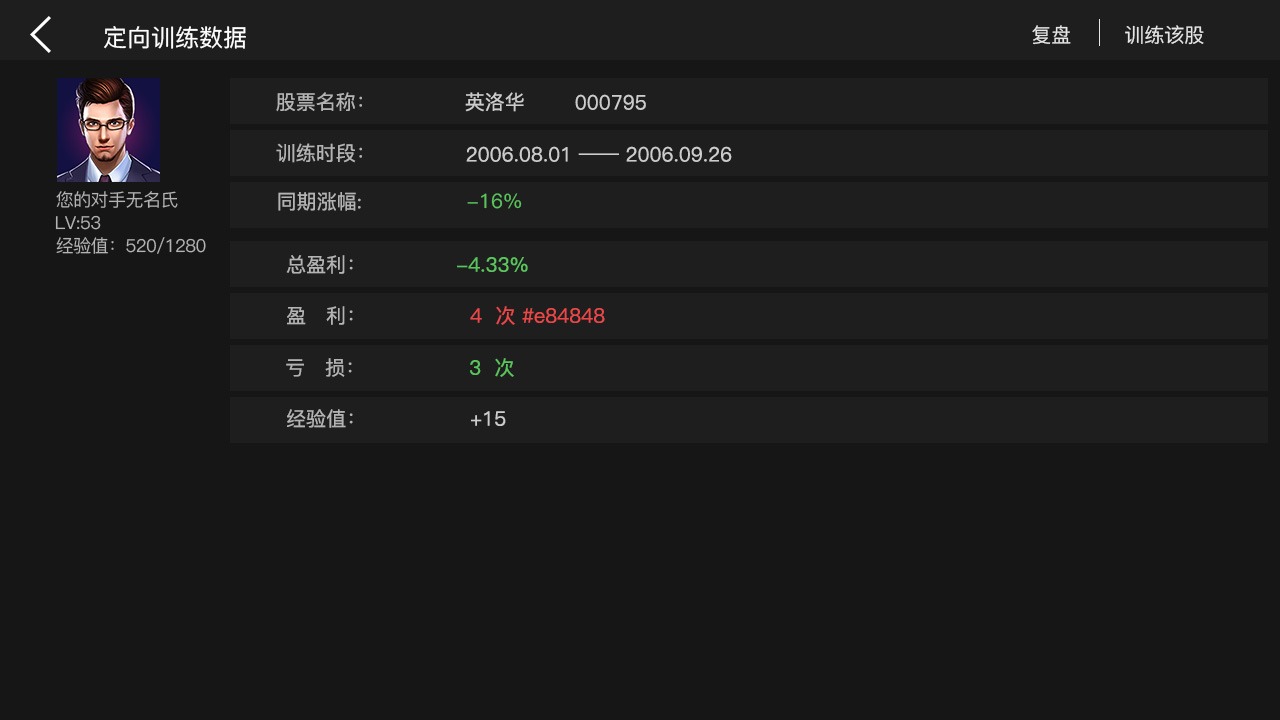 定向训练数据 复盘 训练该股
您的对手无名氏
LV:53
经验值：520/1280
股票名称： 英洛华 000795
训练时段： 2006.08.01 —— 2006.09.26
同期涨幅: -16%
总盈利： -4.33%
盈 利： 4 次 #e84848
亏 损： 3 次
经验值： +15